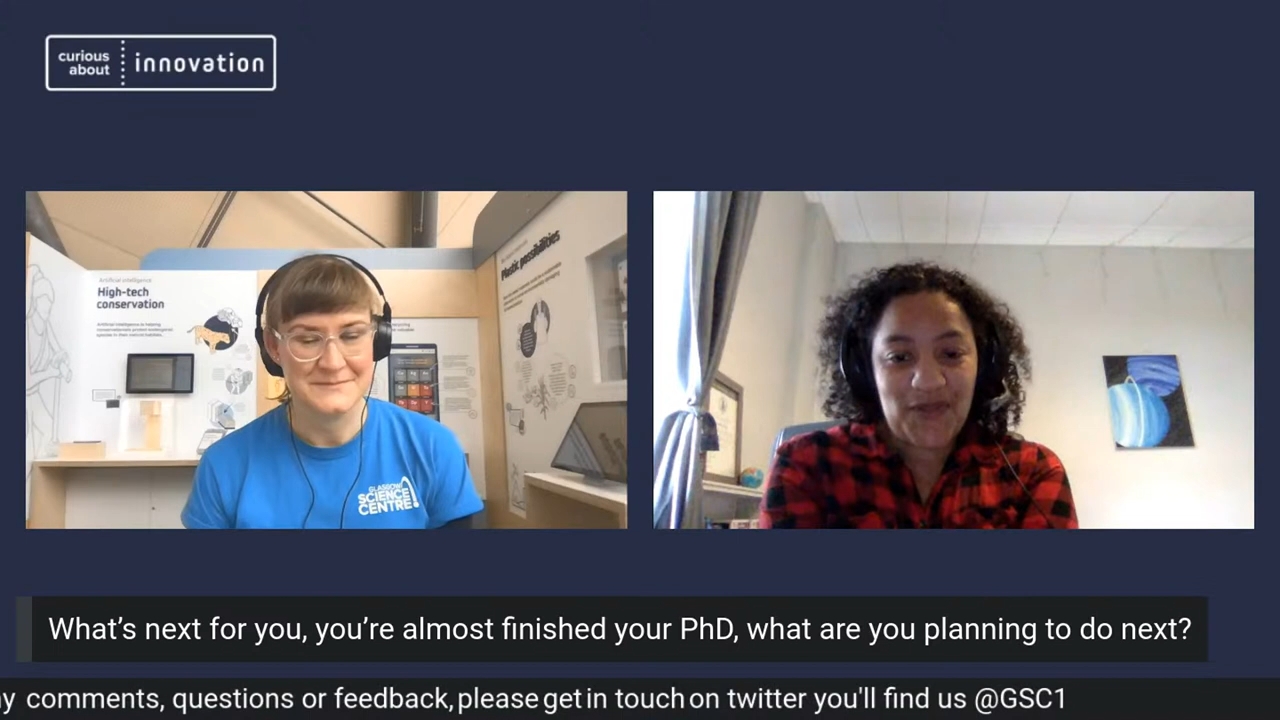 curious
about
innovation
Artificial intelligence
High-tech
conservation
Plastic possibilities
GLASGOW
SCIENCE
CENTRE!
What’s next for you, you’re almost finished your PhD, what are you planning to do next?
comments, questions or feedback, please get in touch on twitter you'll find us @GSC1